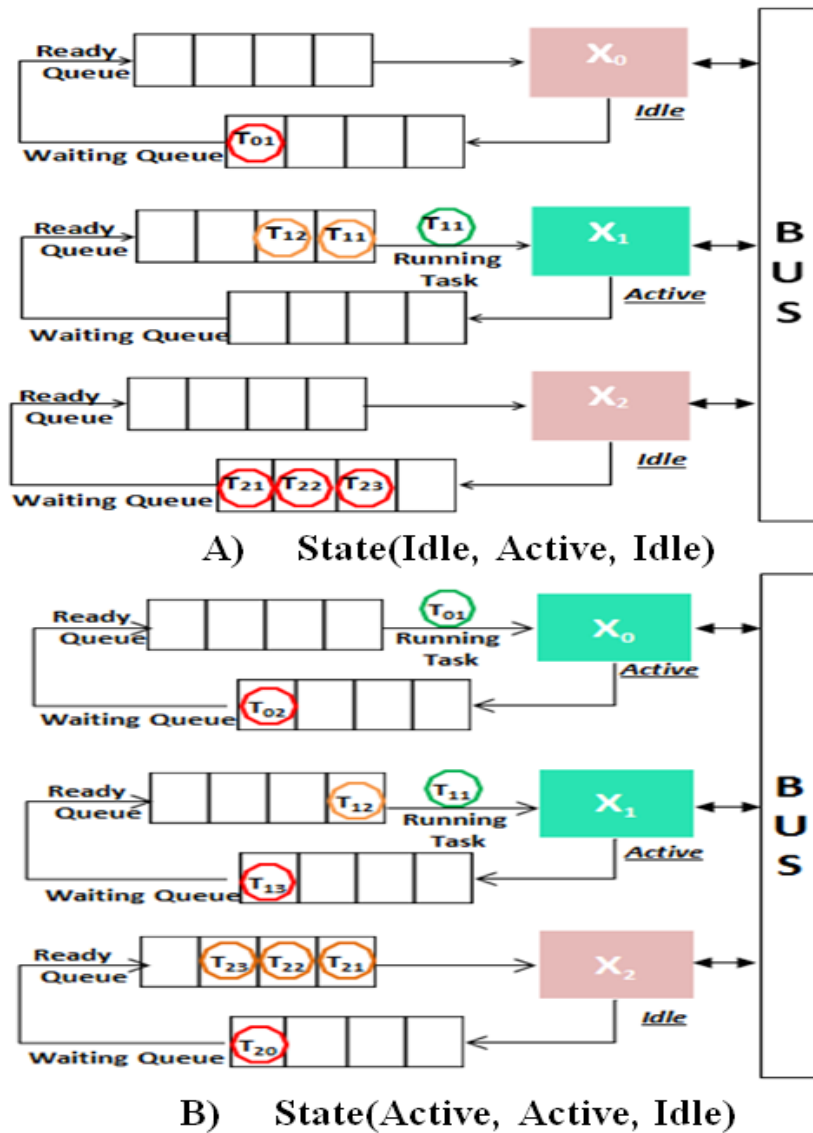 Ready
Queue
X₀
Idle
Waiting Queue
T₀₁
Ready
Queue
T₁₂
T₁₁
T₁₁
Running
Task
X₁
Active
Waiting Queue
Ready
Queue
X₂
Idle
Waiting Queue
T₂₁
T₂₂
T₂₃
B
U
S
A) State(Idle, Active, Idle)
Ready
Queue
T₀₁
Running
Task
X₀
Active
Waiting Queue
T₀₂
Ready
Queue
T₁₂
T₁₁
Running
Task
X₁
Active
Waiting Queue
T₁₃
Ready
Queue
T₂₃
T₂₂
T₂₁
X₂
Idle
Waiting Queue
T₂₀
B
U
S
B) State(Active, Active, Idle)